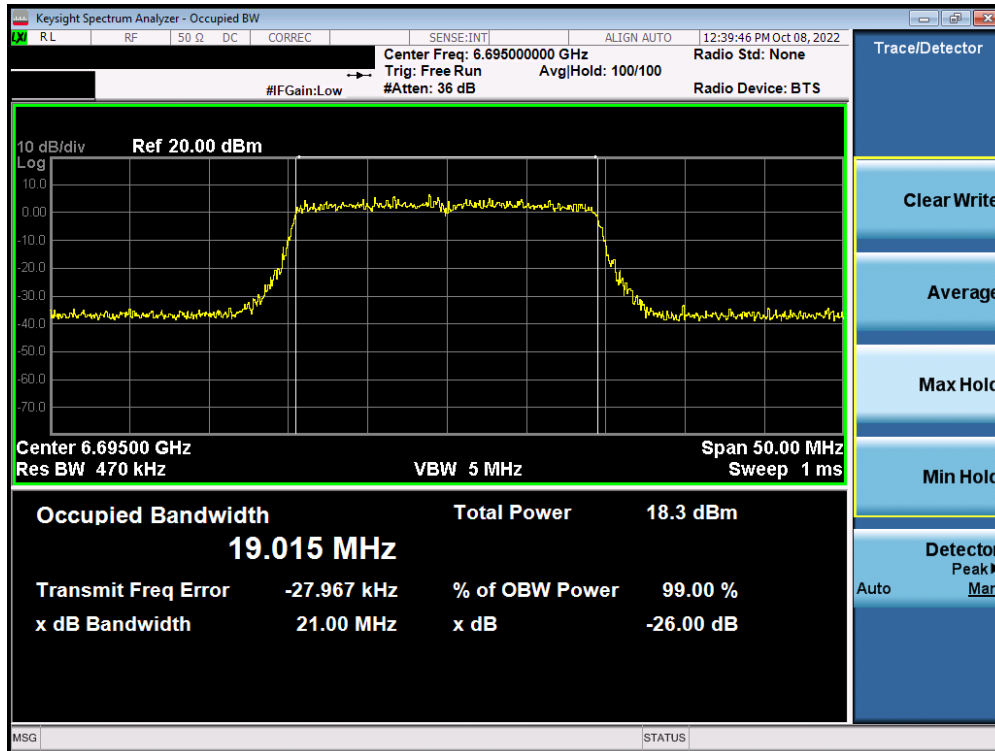 Keysight Spectrum Analyzer - Occupied BW
LXI RL RF 50 Ω DC CORREC SENSE:INT ALIGN AUTO 12:39:46 PM Oct 08, 2022
Center Freq: 6.695000000 GHz Radio Std: None
Trig: Free Run Avg|Hold: 100/100
#IFGain:Low #Atten: 36 dB Radio Device: BTS
Trace/Detector
10 dB/div Ref 20.00 dBm
Log
10.0
0.00
-10.0
-20.0
-30.0
-40.0
-50.0
-60.0
-70.0
Center 6.69500 GHz Span 50.00 MHz
Res BW 470 kHz VBW 5 MHz Sweep 1 ms
Occupied Bandwidth Total Power 18.3 dBm
19.015 MHz
Transmit Freq Error -27.967 kHz % of OBW Power 99.00 %
x dB Bandwidth 21.00 MHz x dB -26.00 dB
Clear Write
Average
Max Hold
Min Hold
Detector
Peak
Auto Man
MSG STATUS